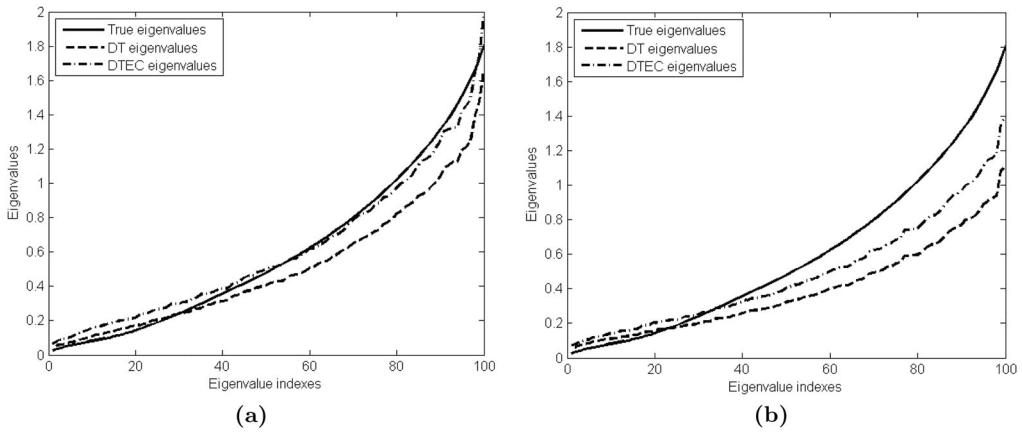 2
1.8
1.6
1.4
1.2
1
0.8
0.6
0.4
0.2
0
Eigenvalues
True eigenvalues
DT eigenvalues
DTEC eigenvalues
0 20 40 60 80 100
Eigenvalue indexes
(a)
2
1.8
1.6
1.4
1.2
1
0.8
0.6
0.4
0.2
0
Eigenvalues
True eigenvalues
DT eigenvalues
DTEC eigenvalues
0 20 40 60 80 100
Eigenvalue indexes
(b)